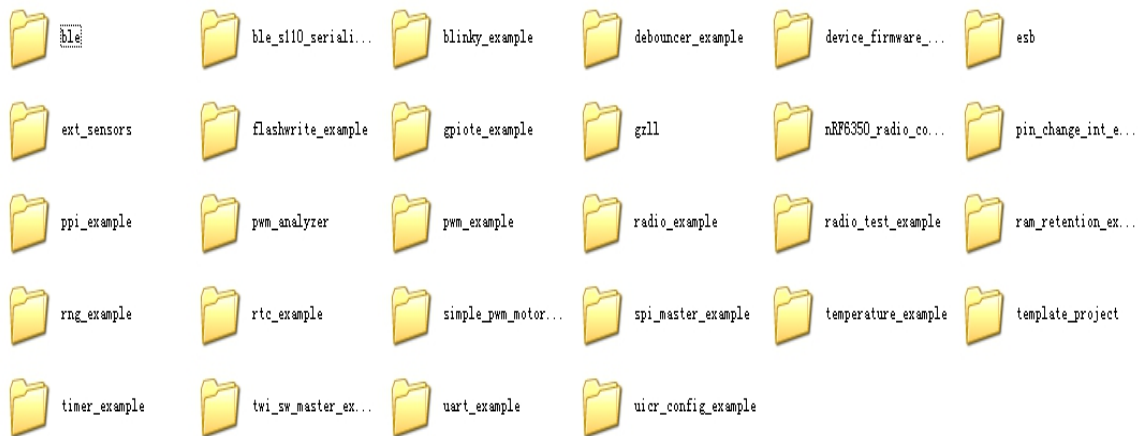 ble
ble_s110_seriali...
blinky_example
debouncer_example
device_firmware_...
esb
ext_sensors
flashwrite_example
gpiote_example
gzll
nRF6350_radio_co...
pin_change_int_e...
ppi_example
pwm_analyzer
pwm_example
radio_example
radio_test_example
ram_retention_ex...
rng_example
rtc_example
simple_pwm_motor...
spi_master_example
temperature_example
template_project
timer_example
twi_sw_master_ex...
uart_example
uicr_config_example